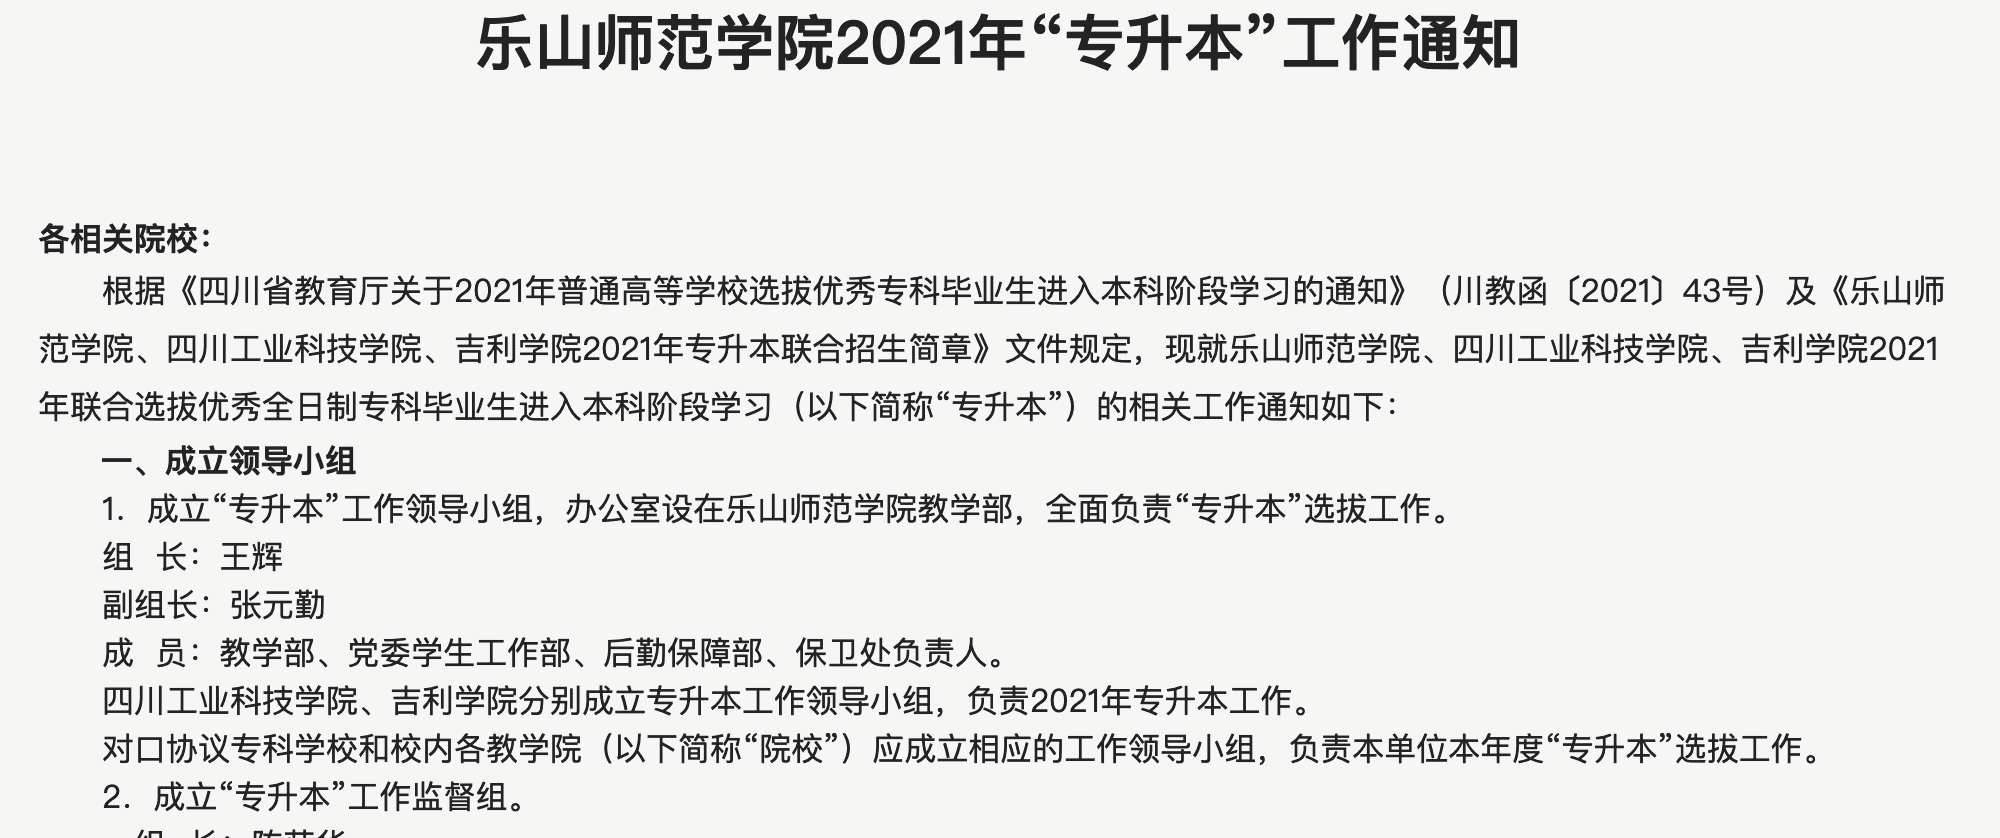 乐山师范学院2021年“专升本”工作通知
各相关院校：
根据《四川省教育厅关于2021年普通高等学校选拔优秀专科毕业生进入本科阶段学习的通知》（川教函〔2021〕43号）及《乐山师
范学院、四川工业科技学院、吉利学院2021年专升本联合招生简章》文件规定，现就乐山师范学院、四川工业科技学院、吉利学院2021
年联合选拔优秀全日制专科毕业生进入本科阶段学习（以下简称“专升本”）的相关工作通知如下：
一、成立领导小组
1. 成立“专升本”工作领导小组，办公室设在乐山师范学院教学部，全面负责“专升本”选拔工作。
组  长：王辉
副组长：张元勤
成  员：教学部、党委学生工作部、后勤保障部、保卫处负责人。
四川工业科技学院、吉利学院分别成立专升本工作领导小组，负责2021年专升本工作。
对口协议专科学校和校内各教学院（以下简称“院校”）应成立相应的工作领导小组，负责本单位本年度“专升本”选拔工作。
2. 成立“专升本”工作监督组。
组  长：